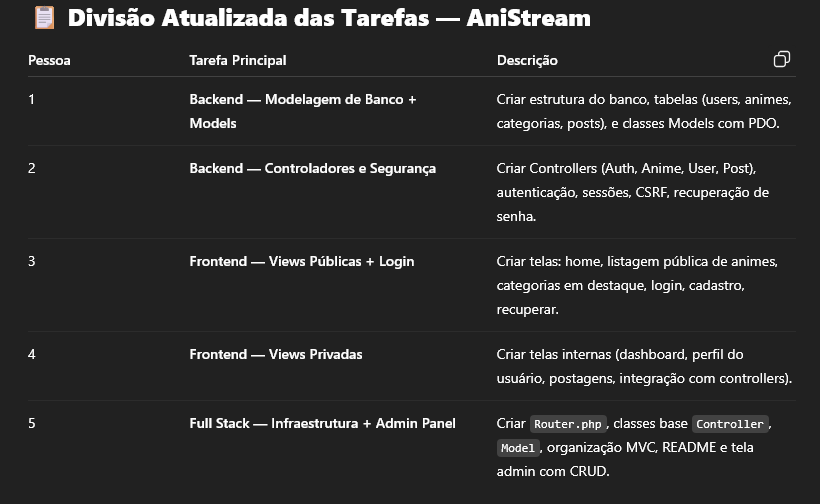 📋 Divisão Atualizada das Tarefas — AniStream
Pessoa Tarefa Principal Descrição
1 Backend — Modelagem de Banco + Criar estrutura do banco, tabelas (users, animes,
Models categorias, posts), e classes Models com PDO.
2 Backend — Controladores e Segurança Criar Controllers (Auth, Anime, User, Post),
autenticação, sessões, CSRF, recuperação de
senha.
3 Frontend — Views Públicas + Login Criar telas: home, listagem pública de animes,
categorias em destaque, login, cadastro,
recuperar.
4 Frontend — Views Privadas Criar telas internas (dashboard, perfil do
usuário, postagens, integração com controllers).
5 Full Stack — Infraestrutura + Admin Panel Criar Router.php, classes base Controller,
Model, organização MVC, README e tela
admin com CRUD.